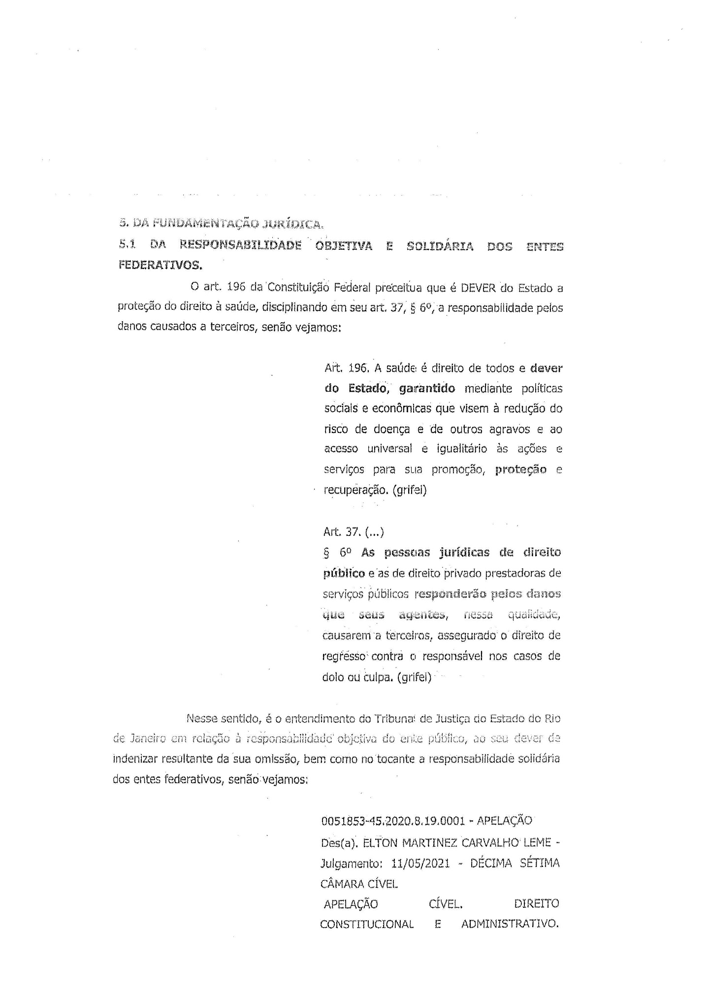 5. DA FUNDAMENTAÇÃO JURÍDICA.
5.1 DA RESPONSABILIDADE OBJETIVA E SOLIDÁRIA DOS ENTES
FEDERATIVOS.
O art. 196 da Constituição Federal preceitua que é DEVER do Estado a
proteção do direito à saúde, disciplinando em seu art. 37, § 6º, a responsabilidade pelos
danos causados a terceiros, senão vejamos:
Art. 196. A saúde é direito de todos e dever
do Estado, garantido mediante políticas
sociais e econômicas que visem à redução do
risco de doença e de outros agravos e ao
acesso universal e igualitário às ações e
serviços para sua promoção, proteção e
recuperação. (grifei)
Art. 37. (...)
§ 6º As pessoas jurídicas de direito
público e as de direito privado prestadoras de
serviços públicos responderão pelos danos
que seus agentes, nessa qualidade,
causarem a terceiros, assegurado o direito de
regresso contra o responsável nos casos de
dolo ou culpa. (grifei)
Nesse sentido, é o entendimento do Tribunal de Justiça do Estado do Rio
de Janeiro em relação à responsabilidade objetiva do ente público, ao seu dever de
indenizar resultante da sua omissão, bem como no tocante a responsabilidade solidária
dos entes federativos, senão vejamos:
0051853-45.2020.8.19.0001 - APELAÇÃO
Des(a). ELTON MARTINEZ CARVALHO LEME -
Julgamento: 11/05/2021 - DÉCIMA SÉTIMA
CÂMARA CÍVEL
APELAÇÃO CÍVEL. DIREITO
CONSTITUCIONAL E ADMINISTRATIVO.